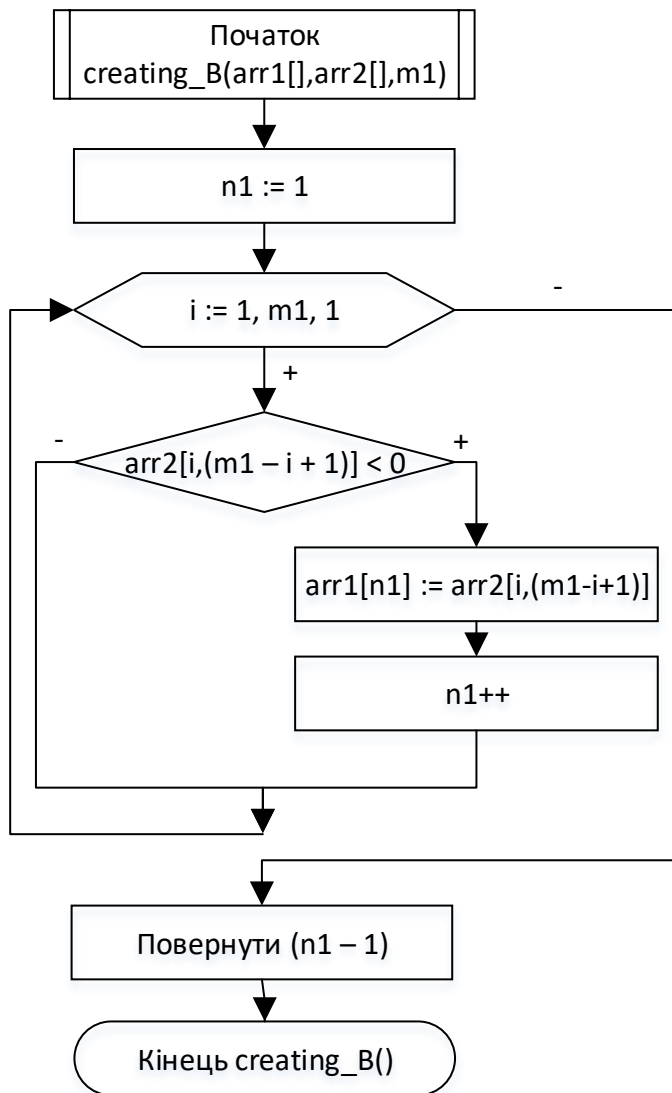 Початок
creating_B(arr1[],arr2[],m1)
n1 := 1
i := 1, m1, 1
-
+
-
arr2[i,(m1 – i + 1)] < 0
+
arr1[n1] := arr2[i,(m1-i+1)]
n1++
Повернути (n1 – 1)
Кінець creating_B()